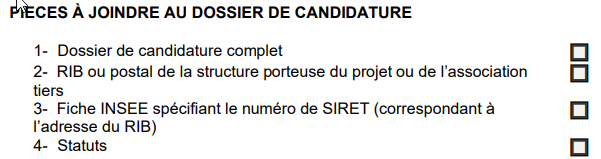 PIECES À JOINDRE AU DOSSIER DE CANDIDATURE
1- Dossier de candidature complet
2- RIB ou postal de la structure porteuse du projet ou de l'association
tiers
3- Fiche INSEE spécifiant le numéro de SIRET (correspondant à
l'adresse du RIB)
4- Statuts